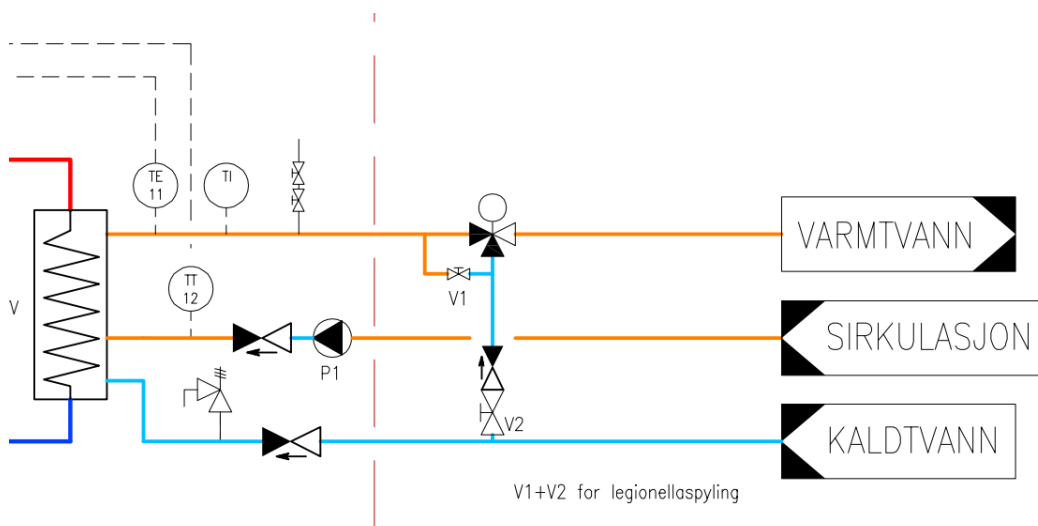 TE
11
TI
VARMTVANN
TT
12
V
V1
SIRKULASJON
P1
V2
KALDTVANN
V1+V2 for legionellaspyling